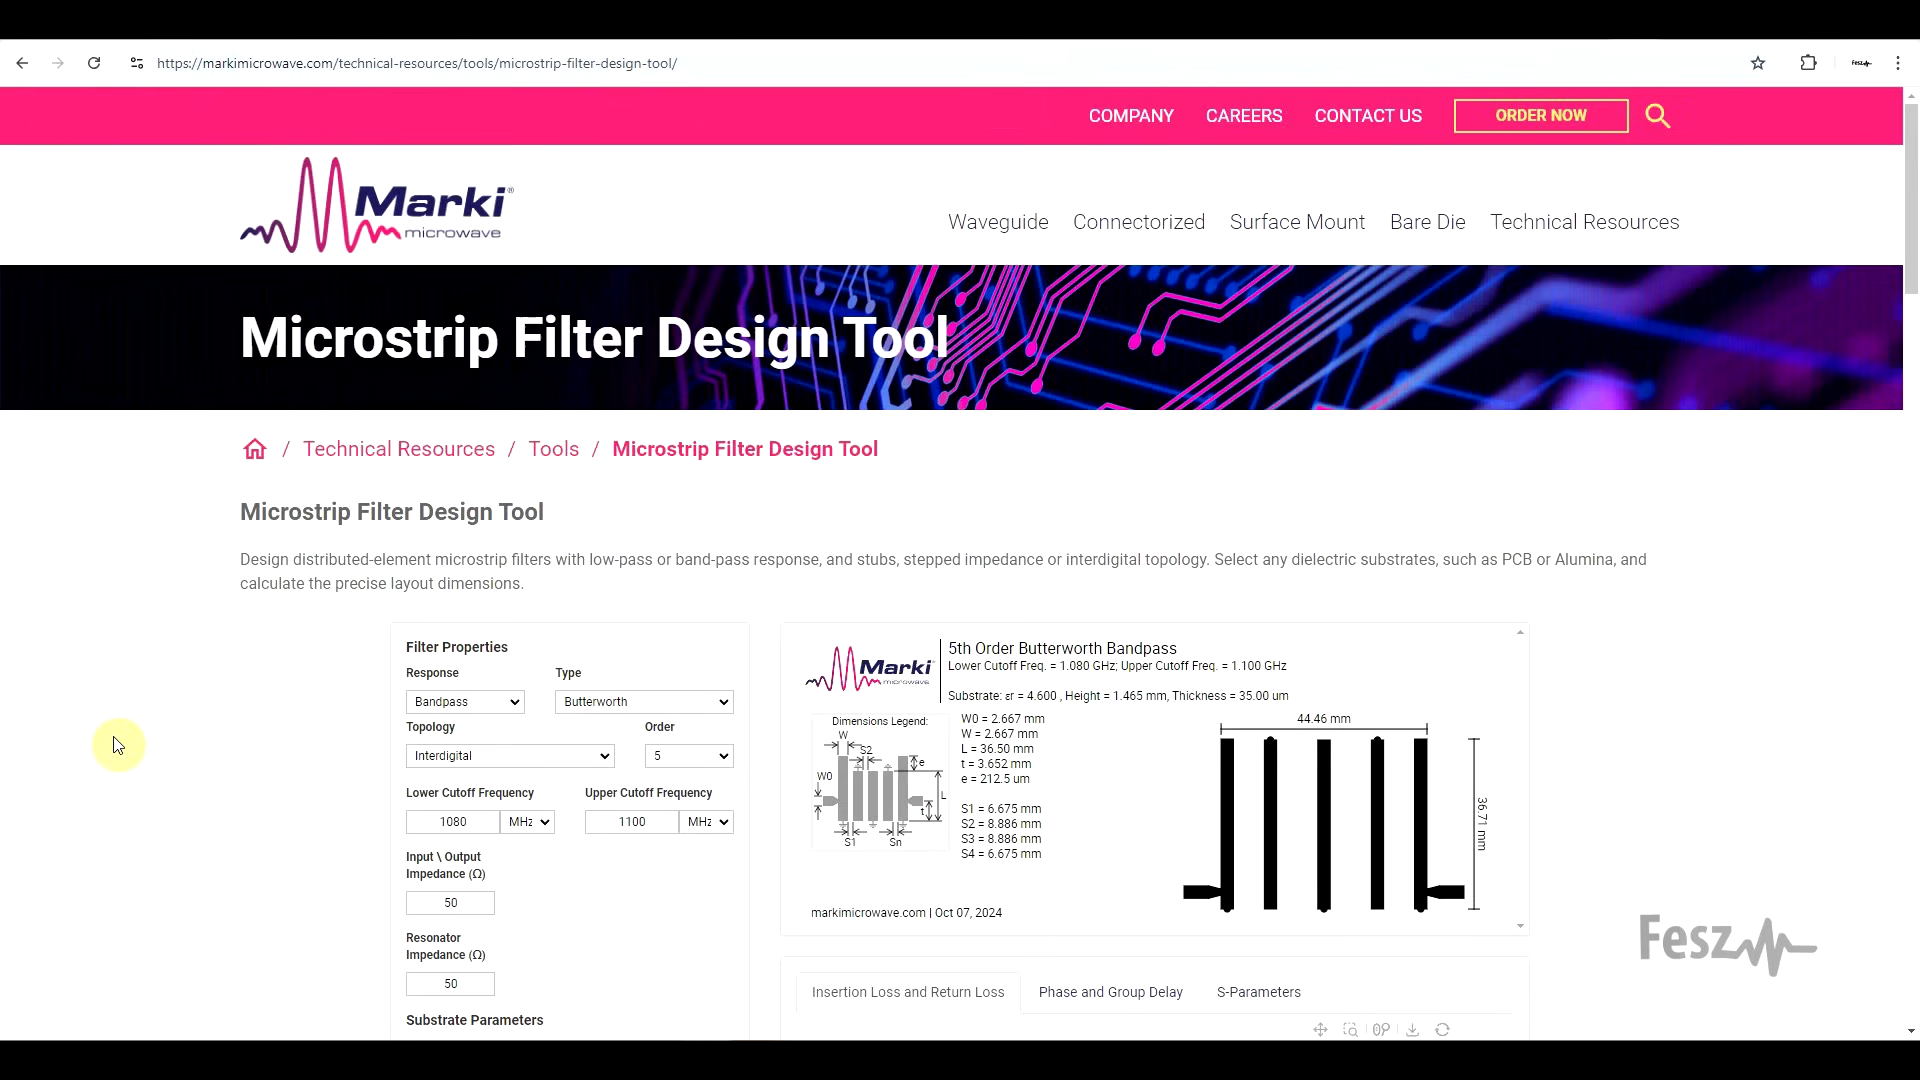 https://markimicrowave.com/technical-resources/tools/microstrip-filter-design-tool/
Fesz
COMPANY CAREERS CONTACT US ORDER NOW
Marki®
microwave
Waveguide Connectorized Surface Mount Bare Die Technical Resources
Microstrip Filter Design Tool
/ Technical Resources / Tools / Microstrip Filter Design Tool
Microstrip Filter Design Tool
Design distributed-element microstrip filters with low-pass or band-pass response, and stubs, stepped impedance or interdigital topology. Select any dielectric substrates, such as PCB or Alumina, and
calculate the precise layout dimensions.
Filter Properties
Response Type
Bandpass Butterworth
Topology Order
Interdigital 5
Lower Cutoff Frequency Upper Cutoff Frequency
1080 MHz 1100 MHz
Input \ Output
Impedance (Ω)
50
Resonator
Impedance (Ω)
50
Substrate Parameters
Marki
microwave
5th Order Butterworth Bandpass
Lower Cutoff Freq. = 1.080 GHz; Upper Cutoff Freq. = 1.100 GHz
Substrate: εr = 4.600 , Height = 1.465 mm, Thickness = 35.00 um
Dimensions Legend:
W
S2
e
W0
L
t
S1 Sn
W0 = 2.667 mm
W = 2.667 mm
L = 36.50 mm
t = 3.652 mm
e = 212.5 um
S1 = 6.675 mm
S2 = 8.886 mm
S3 = 8.886 mm
S4 = 6.675 mm
44.46 mm
36.71 mm
markimicrowave.com | Oct 07, 2024
Insertion Loss and Return Loss Phase and Group Delay S-Parameters
Fesz